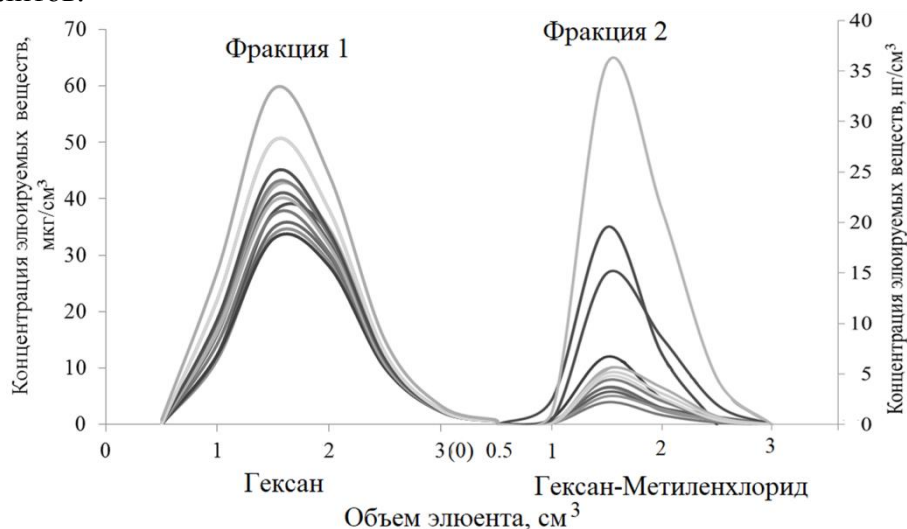 Фракция 1
Фракция 2
Концентрация элюируемых веществ,
мкг/см³
70
60
50
40
30
20
10
0
40
35
30
25
20
15
10
5
0
Концентрация элюируемых веществ, нг/см³
0 1 2 3(0) 0.5 1 2 3
Гексан
Гексан-Метиленхлорид
Объем элюента, см³